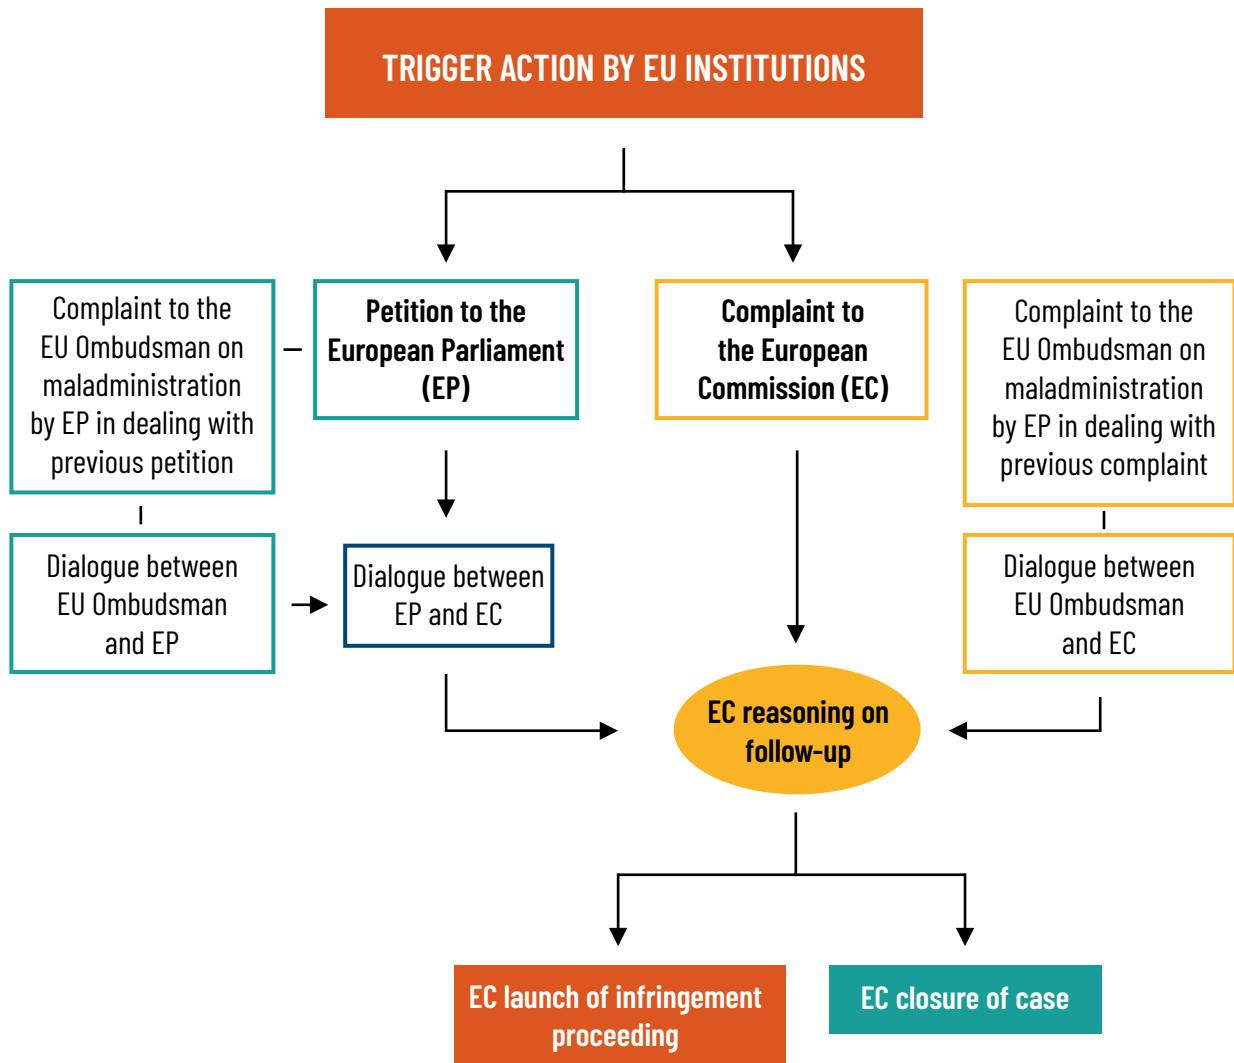 TRIGGER ACTION BY EU INSTITUTIONS
Complaint to the
EU Ombudsman on
maladministration
by EP in dealing with
previous petition
Petition to the
European Parliament
(EP)
Complaint to
the European
Commission (EC)
Complaint to the
EU Ombudsman on
maladministration
by EP in dealing with
previous complaint
Dialogue between
EU Ombudsman
and EP
Dialogue between
EP and EC
Dialogue between
EU Ombudsman
and EC
EC reasoning on
follow-up
EC launch of infringement
proceeding
EC closure of case